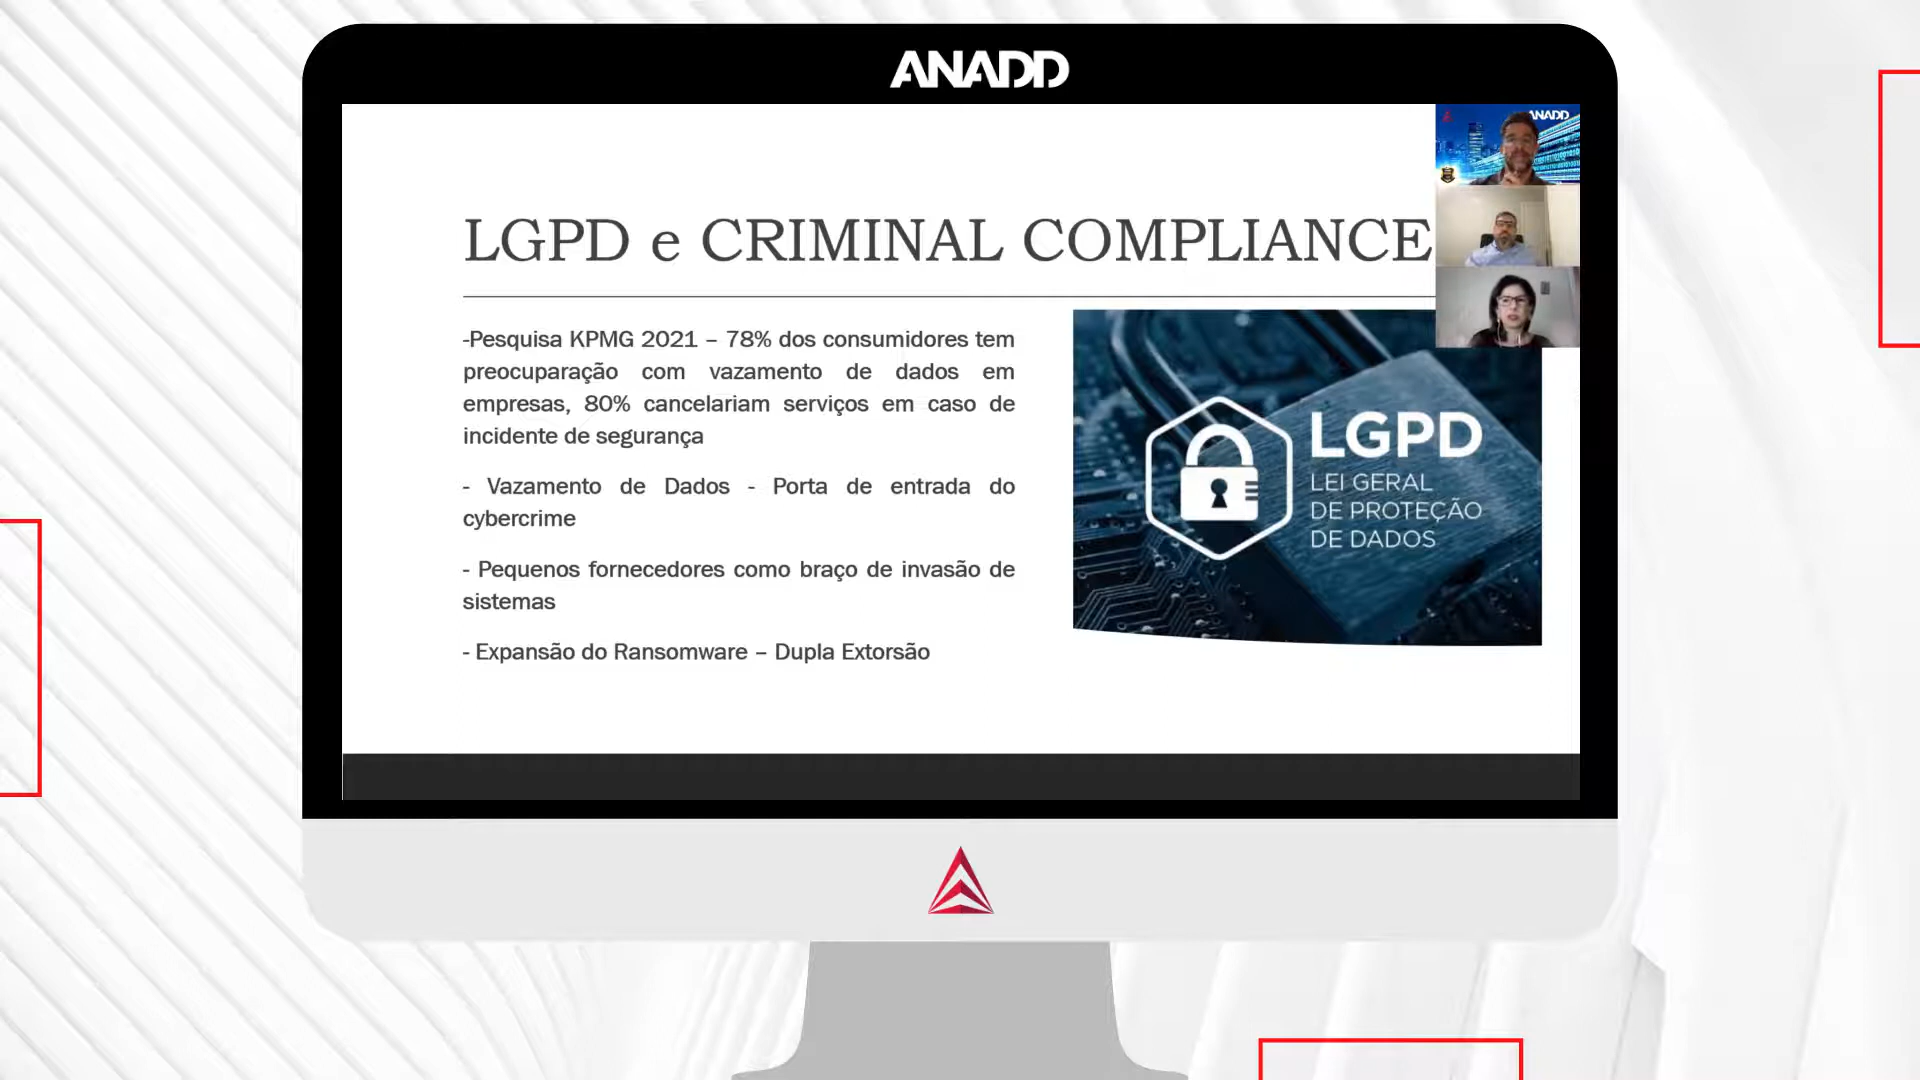 ANADD
ANADD
LGPD e CRIMINAL COMPLIANCE
-Pesquisa KPMG 2021 – 78% dos consumidores tem
preocuparação com vazamento de dados em
empresas, 80% cancelariam serviços em caso de
incidente de segurança
- Vazamento de Dados - Porta de entrada do
cybercrime
- Pequenos fornecedores como braço de invasão de
sistemas
- Expansão do Ransomware – Dupla Extorsão
LGPD
LEI GERAL
DE PROTEÇÃO
DE DADOS